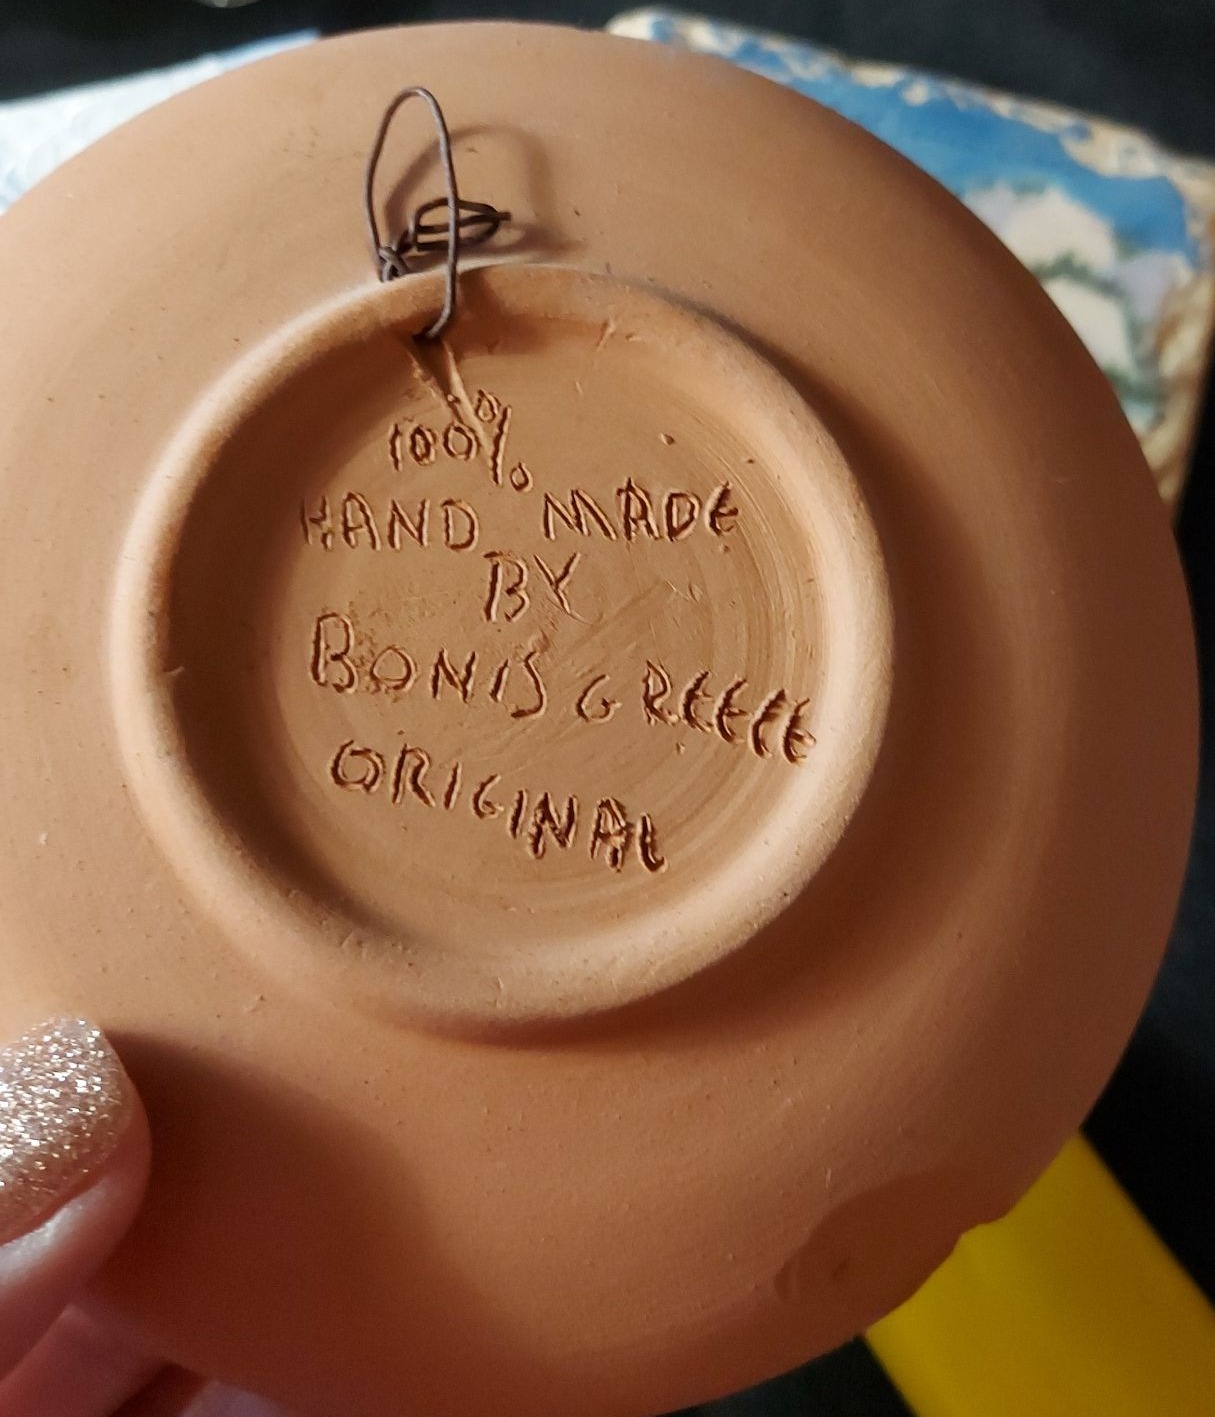 100%
HAND MADE
BY
BONIS GREECE
ORIGINAL